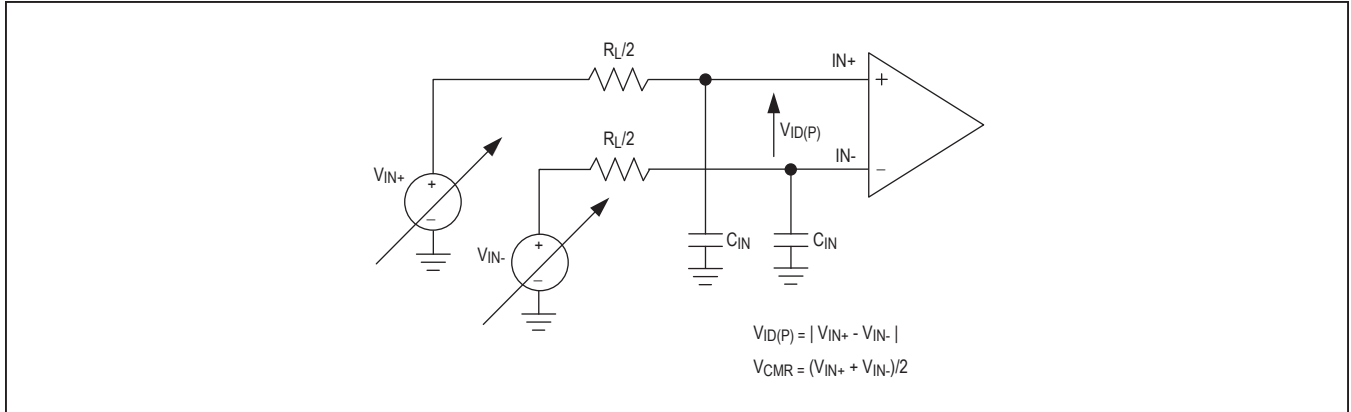 RL/2
IN+
+
VID(P)
RL/2
IN-
−
VIN+
+
−
VIN-
+
−
CIN
CIN
VID(P) = | VIN+ - VIN- |
VCMR = (VIN+ + VIN-)/2